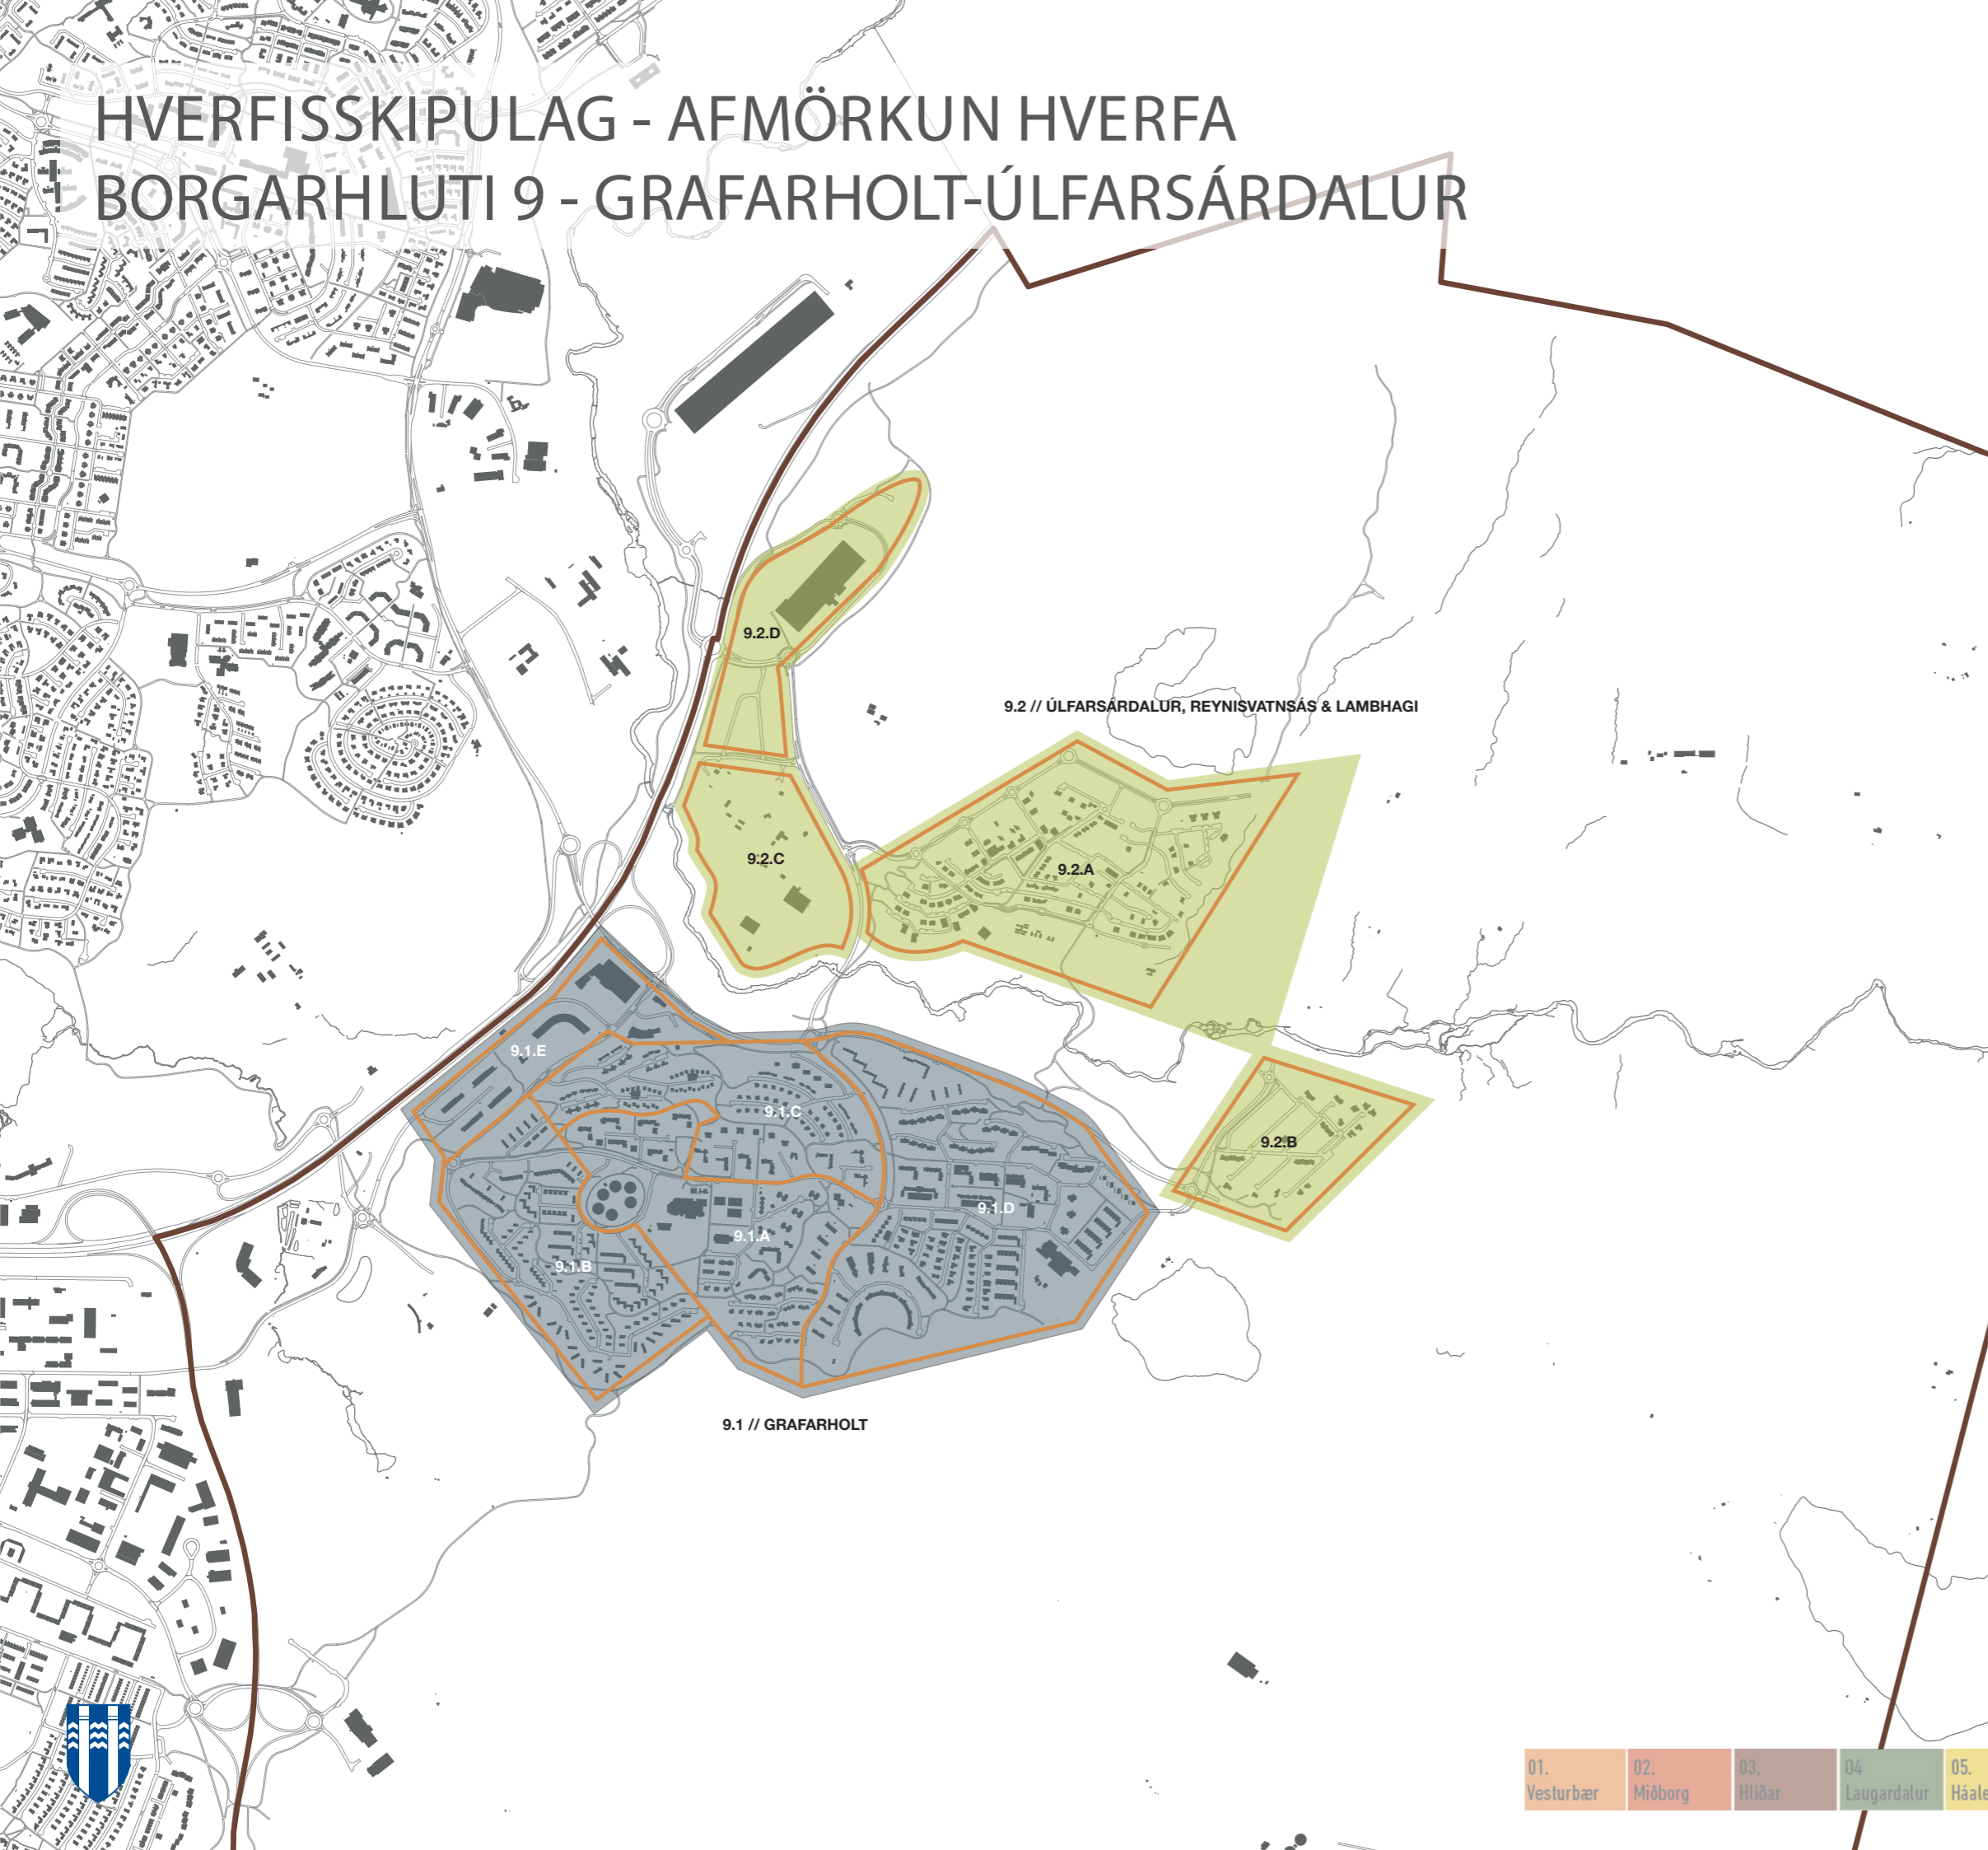 HVERFISSKIPULAG - AFMÖRKUN HVERFA
BORGARHLUTI 9 - GRAFARHOLT-ÚLFARSÁRDALUR
9.2.D
9.2 // ÚLFARSÁRDALUR, REYNISVATNSÁS & LAMBHAGI
9.2.C
9.2.A
9.1.E
9.1.C
9.2.B
9.1.D
9.1.A
9.1.B
9.1 // GRAFARHOLT
01.
Vesturbær
02.
Miðborg
03.
Hlíðar
04
Laugardalur
05.
Háale